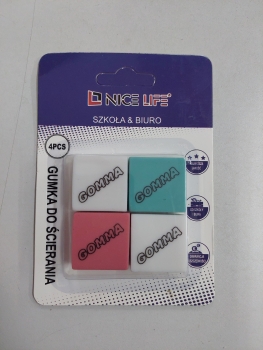 NICE LIFE®
SZKOŁA & BIURO
4PCS
GUMKA DO ŚCIERANIA
GOMMA
GOMMA
GOMMA
GOMMA